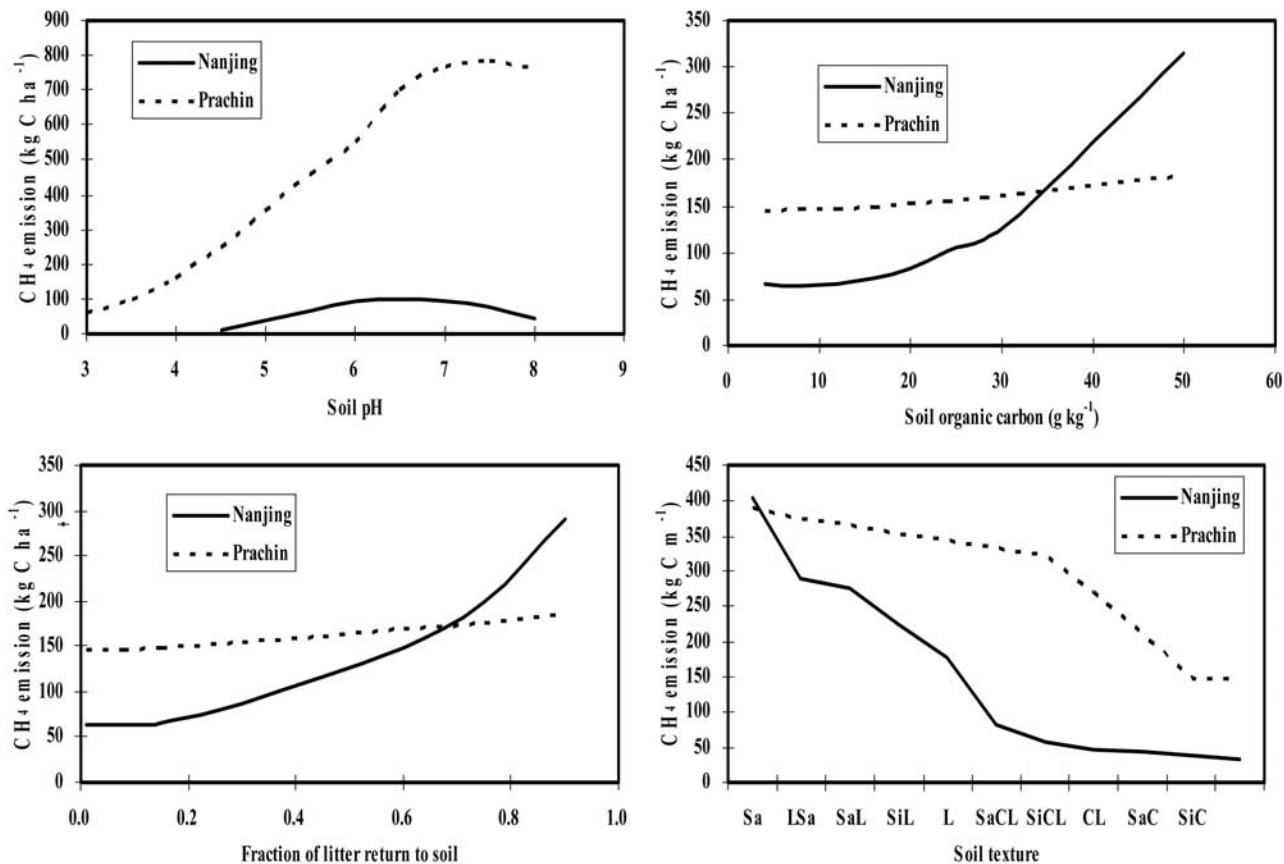 CH₄ emission (kg C ha ⁻¹)
900
800
700
600
500
400
300
200
100
0
Nanjing
Prachin
3 4 5 6 7 8 9
Soil pH
CH₄ emission (kg C ha ⁻¹)
350
300
250
200
150
100
50
0
Nanjing
Prachin
0 10 20 30 40 50 60
Soil organic carbon (g kg⁻¹)
CH₄ emission (kg C ha ⁻¹)
350
300
250
200
150
100
50
0
Nanjing
Prachin
0.0 0.2 0.4 0.6 0.8 1.0
Fraction of litter return to soil
CH₄ emission (kg C m ⁻¹)
450
400
350
300
250
200
150
100
50
0
Nanjing
Prachin
Sa LSa SaL SiL L SaCL SiCL CL SaC SiC
Soil texture